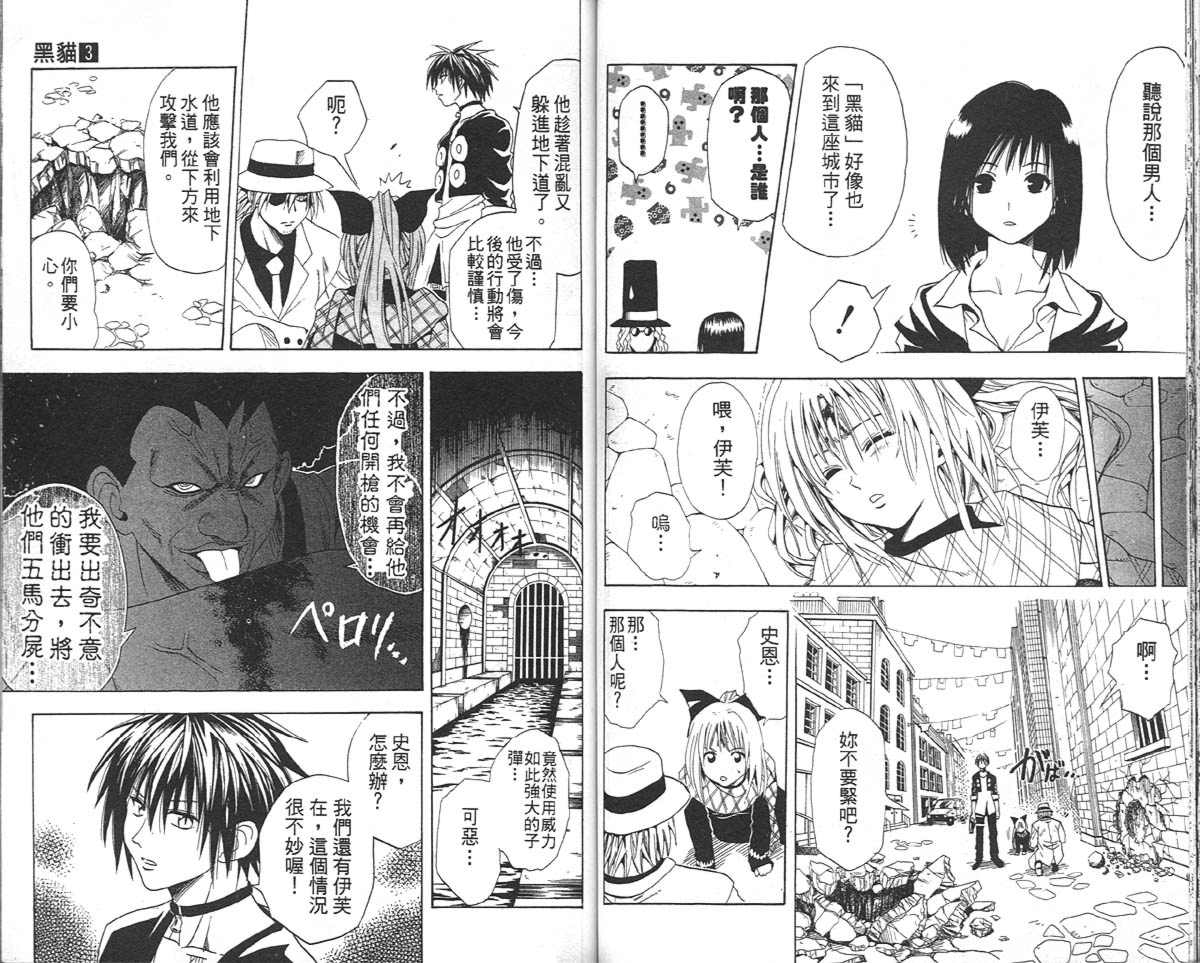 聽說那個男人…
「黑貓」好像也
來到這座城市了…
！
那個人…是誰
啊？
伊芙…
喂，伊芙！
嗚…
啊…
妳不要緊吧？
がば…
史恩…
那…
那個人呢？
黑貓3
他趁著混亂又
躲進地下道了。
不過…
他受了傷，今
後的行動將會
比較謹慎…
呃？
他應該會利用地下
水道，從下方來
攻擊我們。
你們要小
心。
オオオオ…
竟然使用威力
如此強大的子
彈…
可惡…
不過，我不會再給他
們任何開槍的機會…
ペロリ…
我要出奇不意
的衝出去，將
他們五馬分屍…
史恩，
怎麼辦？
我們還有伊芙
在，這個情況
很不妙喔！